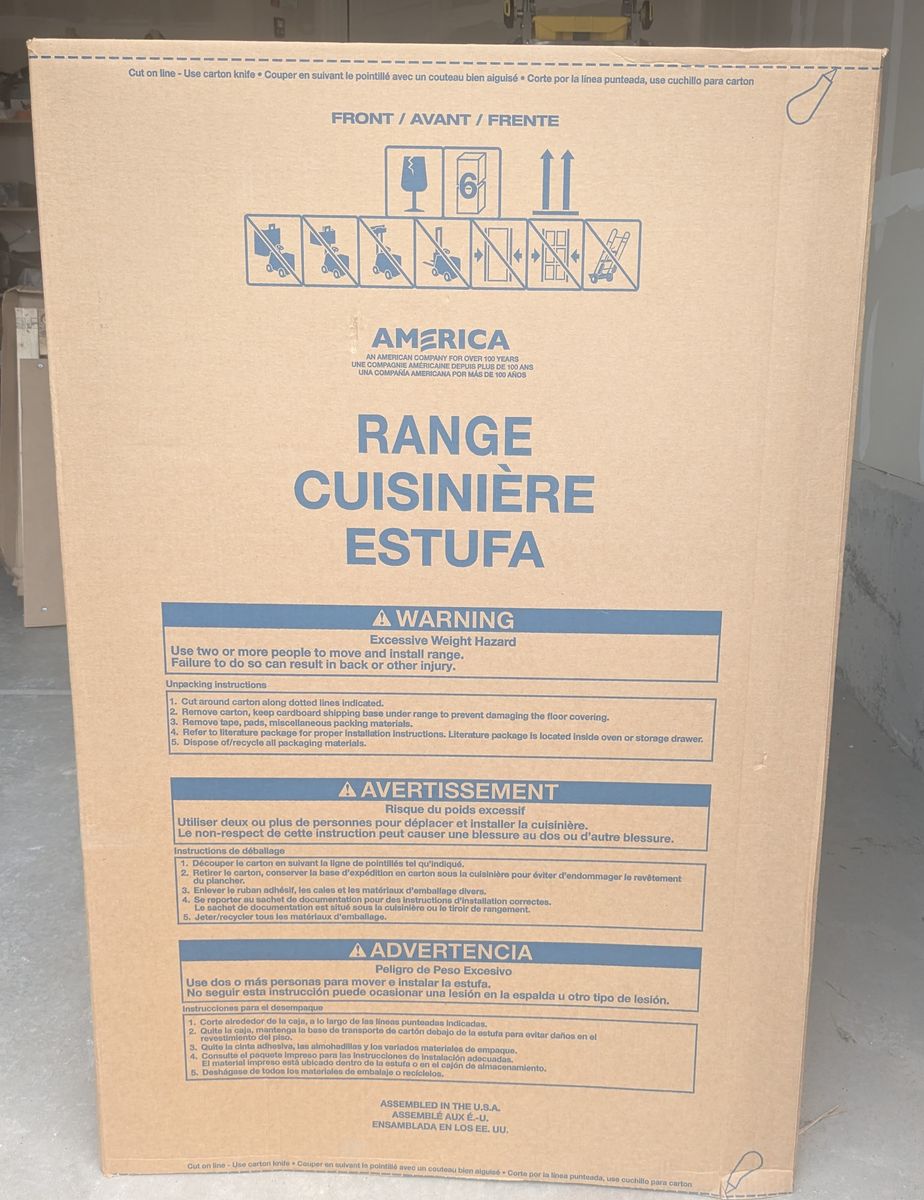 Cut on line - Use carton knife • Couper en suivant le pointillé avec un couteau bien aiguisé • Corte por la línea punteada, use cuchillo para carton
FRONT / AVANT / FRENTE
6
AMERICA
AN AMERICAN COMPANY FOR OVER 100 YEARS
UNE COMPAGNIE AMÉRICAINE DEPUIS PLUS DE 100 ANS
UNA COMPAÑIA AMERICANA POR MÁS DE 100 AÑOS
RANGE
CUISINIÈRE
ESTUFA
WARNING
Excessive Weight Hazard
Use two or more people to move and install range.
Failure to do so can result in back or other injury.
Unpacking instructions
1. Cut around carton along dotted lines indicated.
2. Remove carton, keep cardboard shipping base under range to prevent damaging the floor covering.
3. Remove tape, pads, miscellaneous packing materials.
4. Refer to literature package for proper installation instructions. Literature package is located inside oven or storage drawer.
5. Dispose of/recycle all packaging materials.
AVERTISSEMENT
Risque du poids excessif
Utiliser deux ou plus de personnes pour déplacer et installer la cuisinière.
Le non-respect de cette instruction peut causer une blessure au dos ou d'autre blessure.
Instructions de déballage
1. Découper le carton en suivant la ligne de pointillés tel qu'indiqué.
2. Retirer le carton, conserver la base d'expédition en carton sous la cuisinière pour éviter d'endommager le revêtement
du plancher.
3. Enlever le ruban adhésif, les cales et les matériaux d'emballage divers.
4. Se reporter au sachet de documentation pour des instructions d'installation correctes.
Le sachet de documentation est situé sous la cuisinière ou le tiroir de rangement.
5. Jeter/recycler tous les matériaux d'emballage.
ADVERTENCIA
Peligro de Peso Excesivo
Use dos o más personas para mover e instalar la estufa.
No seguir esta instrucción puede ocasionar una lesión en la espalda u otro tipo de lesión.
Instrucciones para el desempaque
1. Corte alrededor de la caja, a lo largo de las líneas punteadas indicadas.
2. Quite la caja, mantenga la base de transporte de cartón debajo de la estufa para evitar daños en el
revestimiento del piso.
3. Quite la cinta adhesiva, las almohadillas y los variados materiales de empaque.
4. Consulte el paquete impreso para las instrucciones de instalación adecuadas.
El material impreso está ubicado dentro de la estufa o en el cajón de almacenamiento.
5. Deshágase de todos los materiales de embalaje o recíclelos.
ASSEMBLED IN THE U.S.A.
ASSEMBLÉ AUX É.-U.
ENSAMBLADA EN LOS EE. UU.
Cut on line - Use carton knife • Couper en suivant le pointillé avec un couteau bien aiguisé • Corte por la línea punteada, use cuchillo para carton